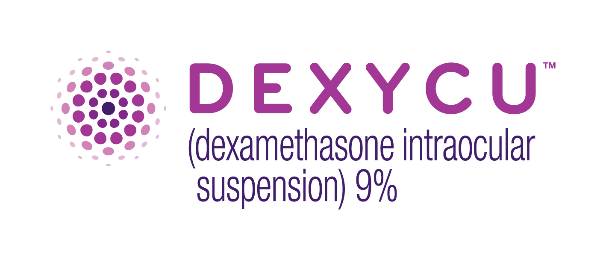 DEXYCU™
(dexamethasone intraocular
suspension) 9%